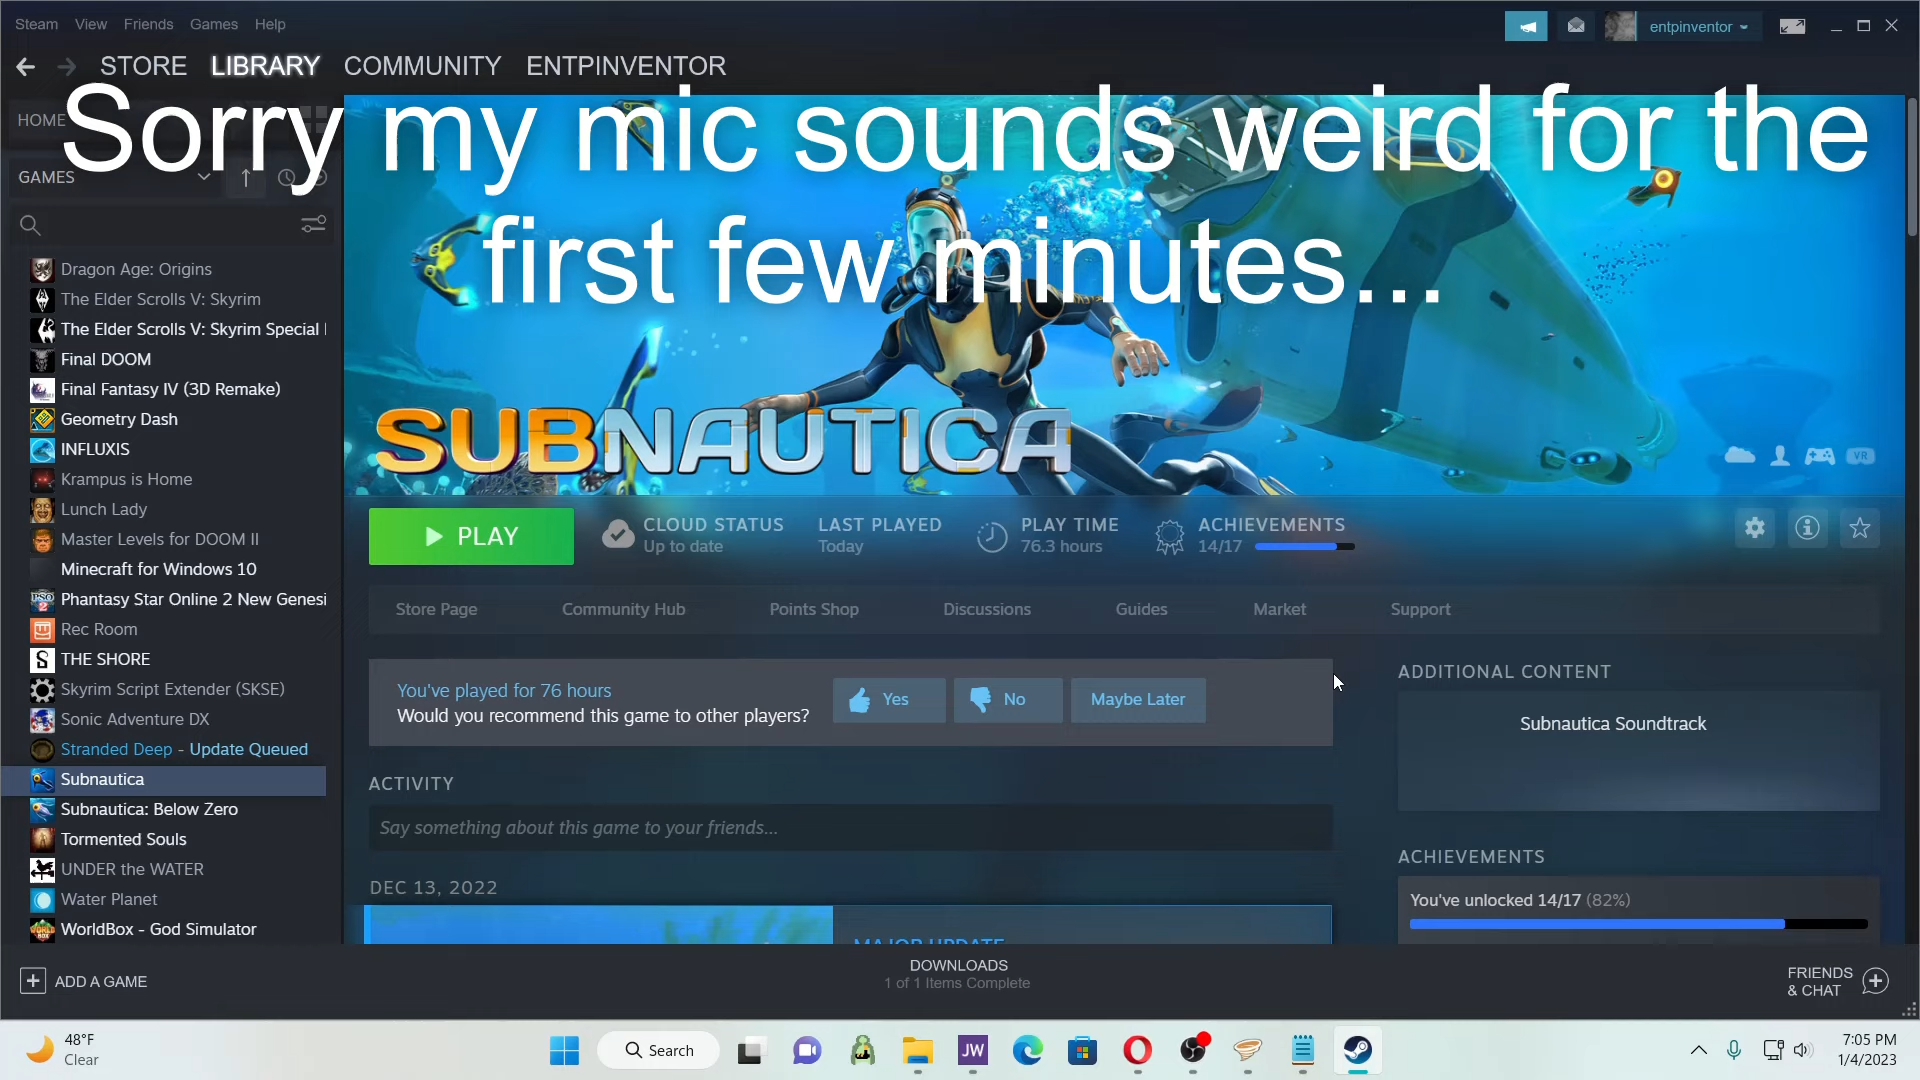 Steam View Friends Games Help
entpinventor
STORE LIBRARY COMMUNITY ENTPINVENTOR
Sorry my mic sounds weird for the
first few minutes...
HOME
GAMES
Dragon Age: Origins
The Elder Scrolls V: Skyrim
The Elder Scrolls V: Skyrim Special
Final DOOM
Final Fantasy IV (3D Remake)
Geometry Dash
INFLUXIS
Krampus is Home
Lunch Lady
Master Levels for DOOM II
Minecraft for Windows 10
Phantasy Star Online 2 New Genesi
Rec Room
THE SHORE
Skyrim Script Extender (SKSE)
Sonic Adventure DX
Stranded Deep - Update Queued
Subnautica
Subnautica: Below Zero
Tormented Souls
UNDER the WATER
Water Planet
WorldBox - God Simulator
SUBNAUTICA
VR
PLAY
CLOUD STATUS
Up to date
LAST PLAYED
Today
PLAY TIME
76.3 hours
ACHIEVEMENTS
14/17
Store Page Community Hub Points Shop Discussions Guides Market Support
You've played for 76 hours
Would you recommend this game to other players?
Yes No Maybe Later
ACTIVITY
Say something about this game to your friends...
DEC 13, 2022
MAJOR UPDATE
ADDITIONAL CONTENT
Subnautica Soundtrack
ACHIEVEMENTS
You've unlocked 14/17 (82%)
ADD A GAME
DOWNLOADS
1 of 1 Items Complete
FRIENDS
& CHAT
48°F
Clear
Search
JW
7:05 PM
1/4/2023